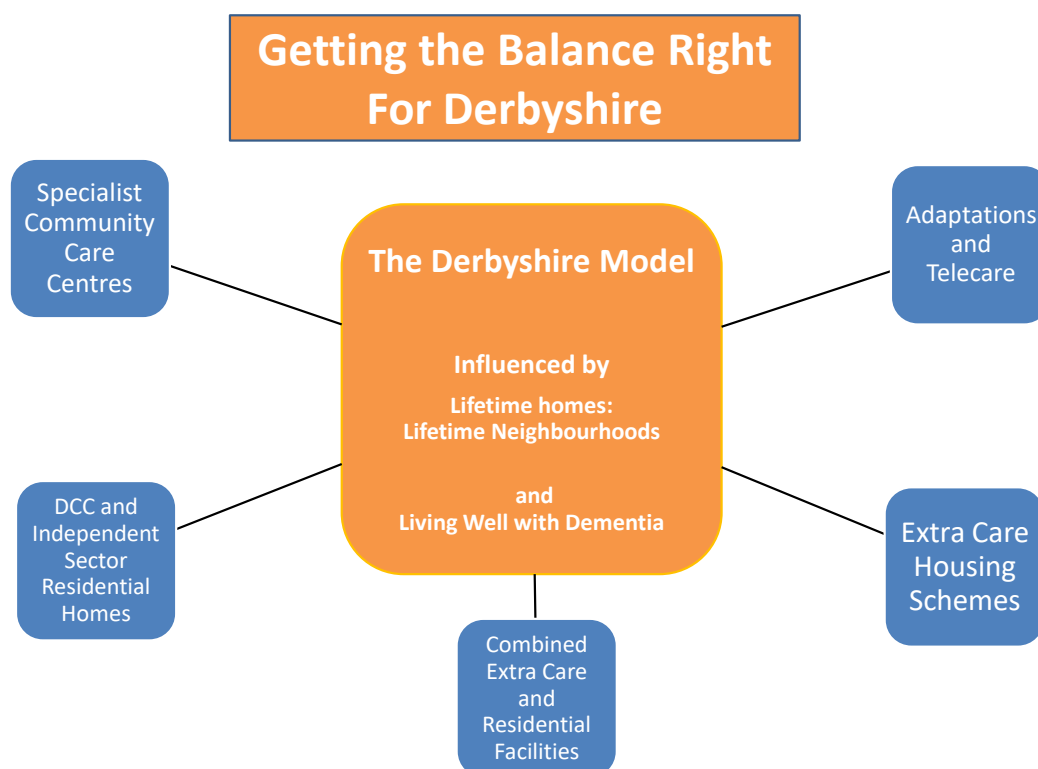 Getting the Balance Right
For Derbyshire
Specialist
Community
Care
Centres
Adaptations
and
Telecare
The Derbyshire Model
Influenced by
Lifetime homes:
Lifetime Neighbourhoods
and
Living Well with Dementia
DCC and
Independent
Sector
Residential
Homes
Extra Care
Housing
Schemes
Combined
Extra Care
and
Residential
Facilities